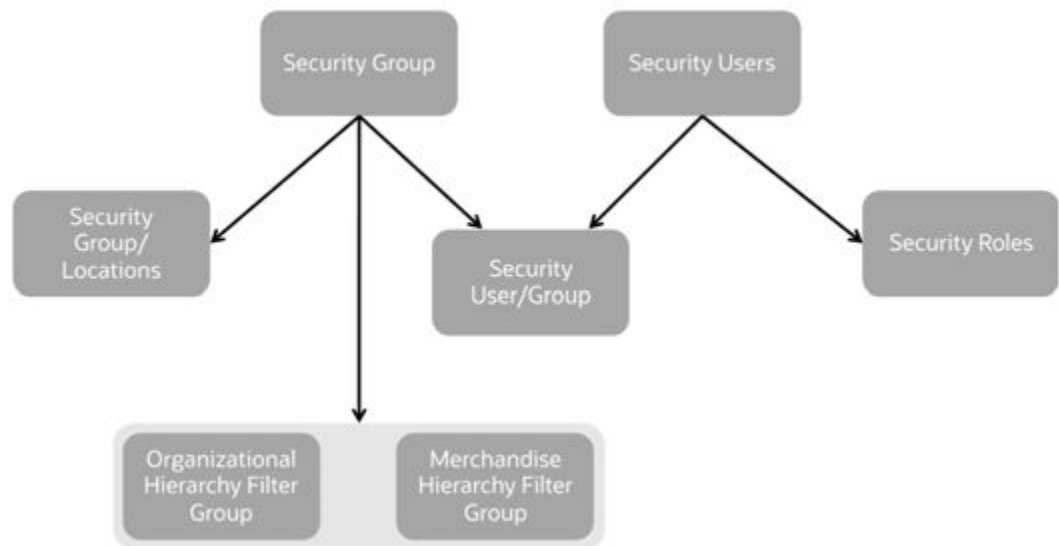 Security Group
Security Users
Security
Group/
Locations
Security
User/Group
Security Roles
Organizational
Hierarchy Filter
Group
Merchandise
Hierarchy Filter
Group